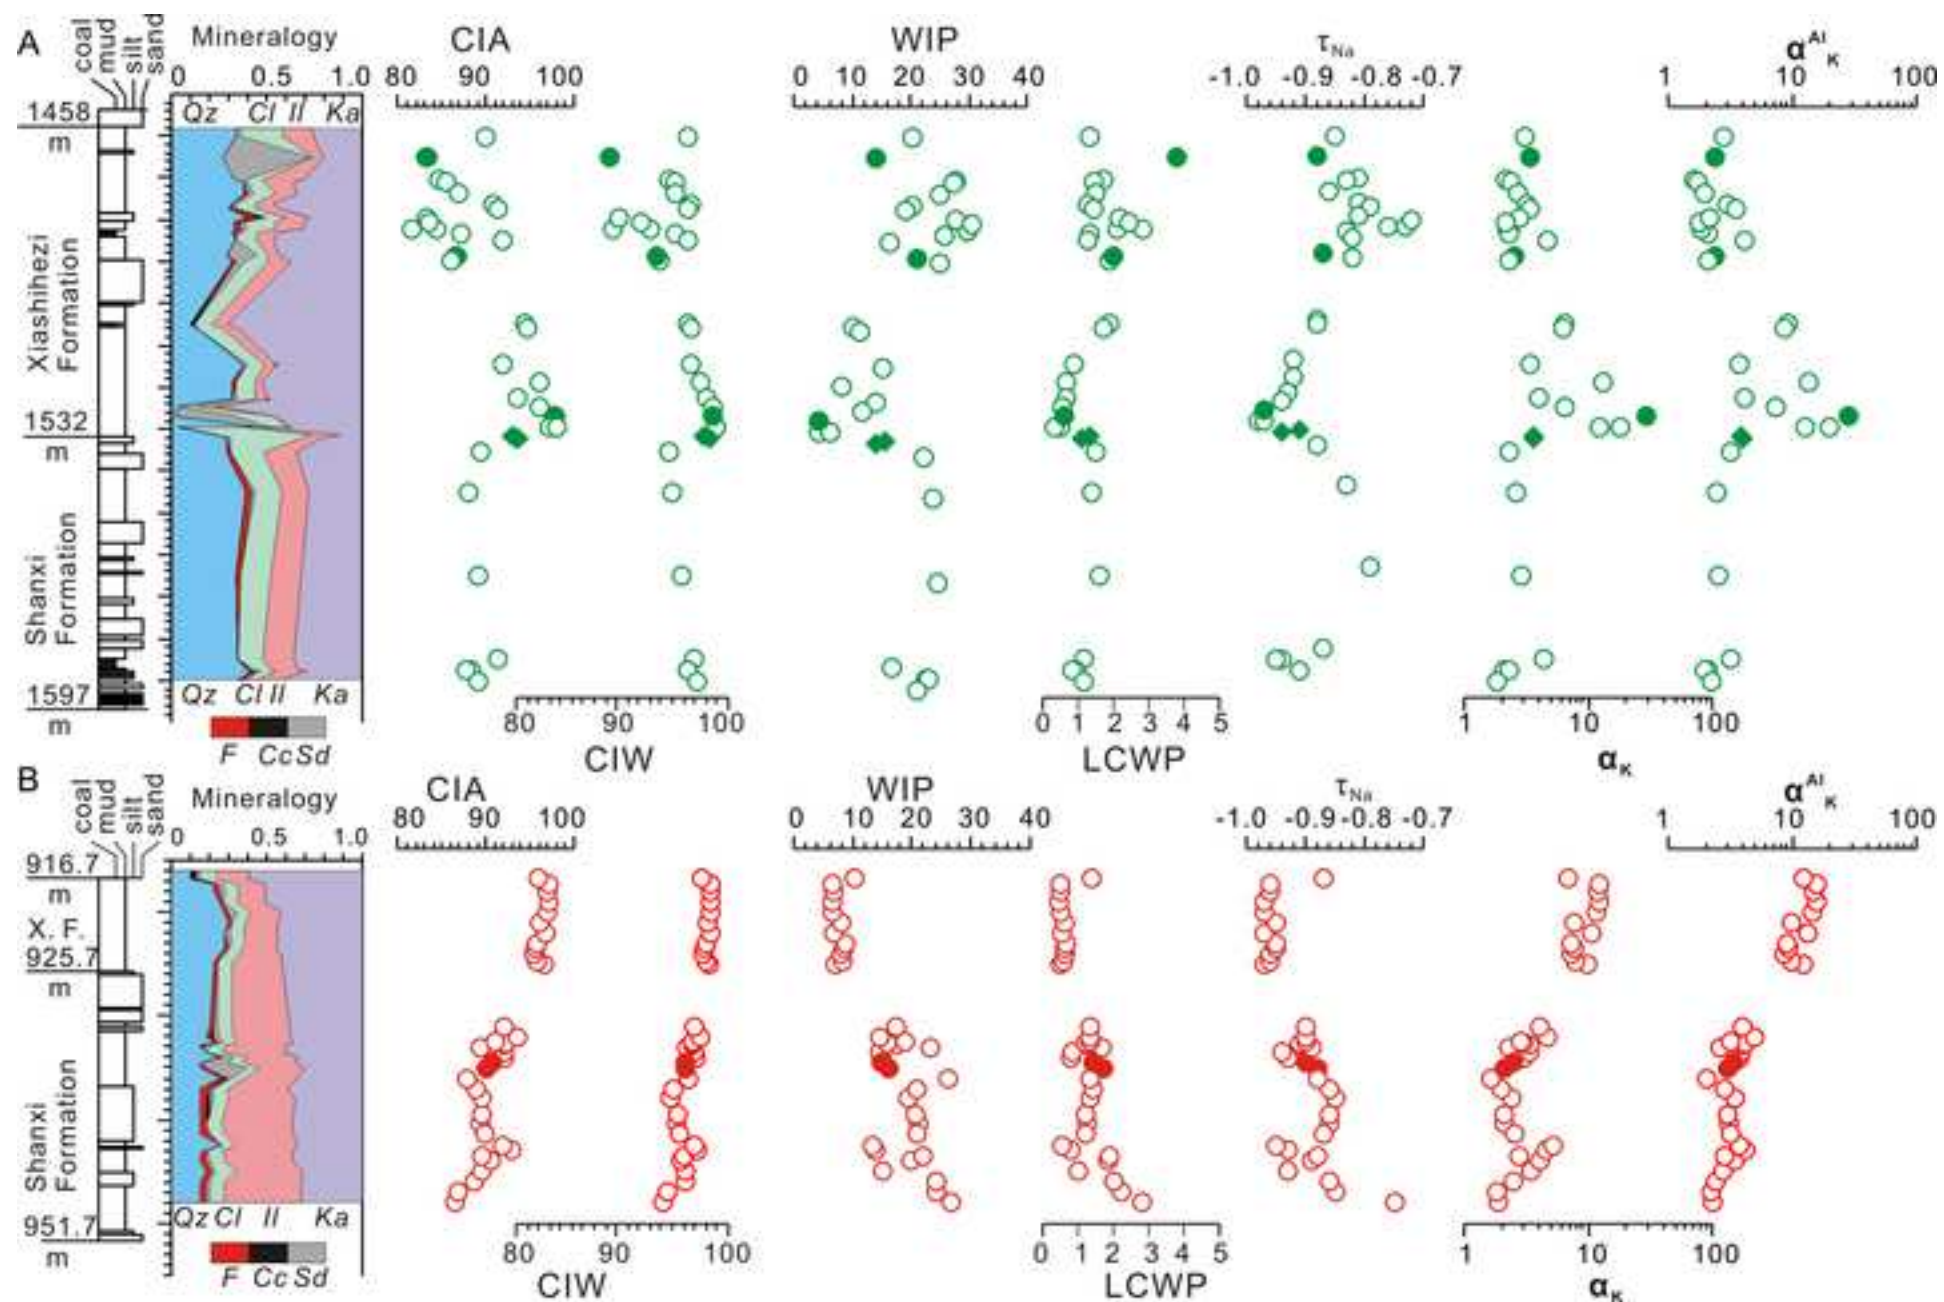 A
coal
mud
silt
sand
Mineralogy
0 0.5 1.0
CIA
80 90 100
WIP
0 10 20 30 40
τNa
-1.0 -0.9 -0.8 -0.7
αAlK
1 10 100
1458
m
Qz Cl Il Ka
Xiashihezi
Formation
1532
m
Shanxi
Formation
1597
m
Qz Cl Il Ka
F Cc Sd
80 90 100
CIW
0 1 2 3 4 5
LCWP
1 10 100
αK
B
coal
mud
silt
sand
Mineralogy
0 0.5 1.0
CIA
80 90 100
WIP
0 10 20 30 40
τNa
-1.0 -0.9 -0.8 -0.7
αAlK
1 10 100
916.7
m
X. F.
925.7
m
Shanxi
Formation
951.7
m
Qz Cl Il Ka
F Cc Sd
80 90 100
CIW
0 1 2 3 4 5
LCWP
1 10 100
αK